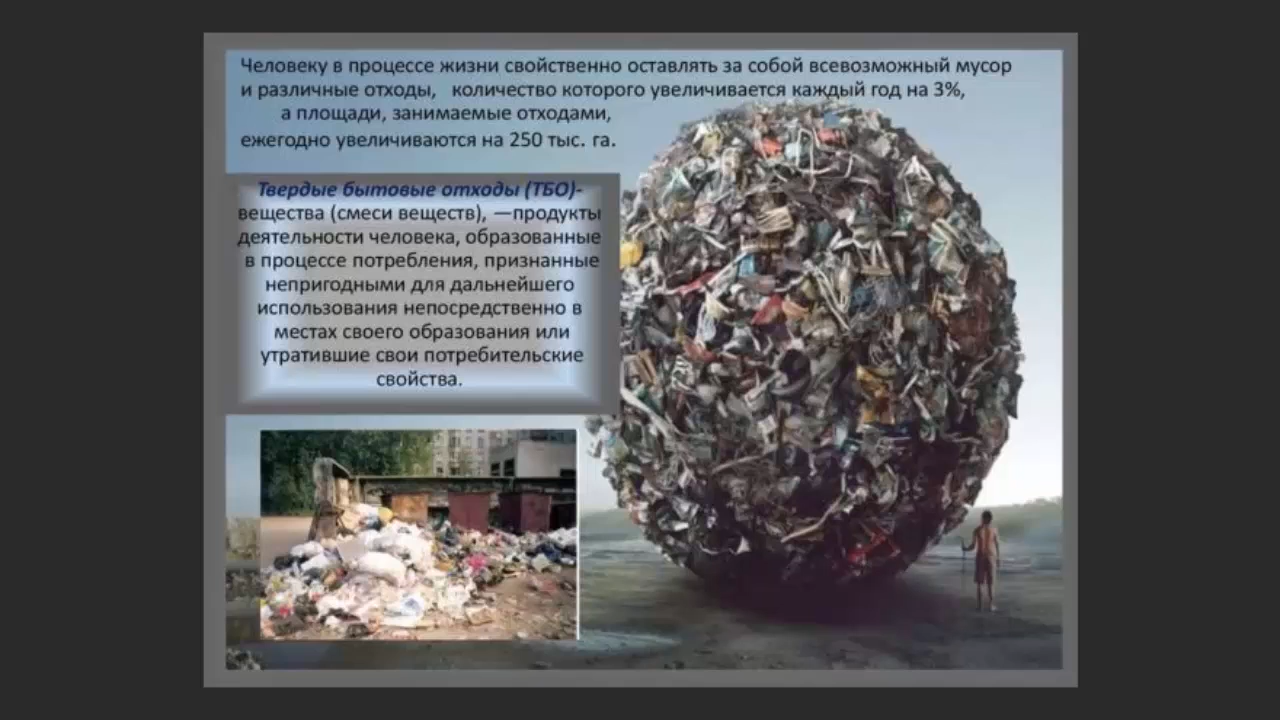 Человеку в процессе жизни свойственно оставлять за собой всевозможный мусор
и различные отходы, количество которого увеличивается каждый год на 3%,
а площади, занимаемые отходами,
ежегодно увеличиваются на 250 тыс. га.
Твердые бытовые отходы (ТБО)-
вещества (смеси веществ), —продукты
деятельности человека, образованные
в процессе потребления, признанные
непригодными для дальнейшего
использования непосредственно в
местах своего образования или
утратившие свои потребительские
свойства.